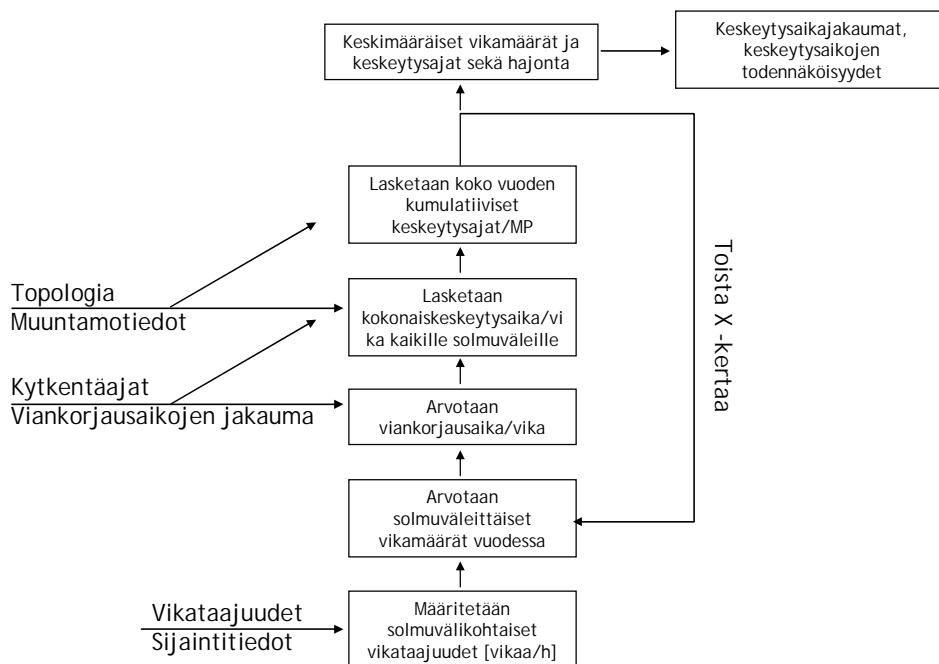 Keskimääräiset vikamäärät ja
keskeytysajat sekä hajonta
Keskeytysaikajakaumat,
keskeytysaikojen
todennäköisyydet
Lasketaan koko vuoden
kumulatiiviset
keskeytysajat/MP
Toista X -kertaa
Topologia
Muuntamotiedot
Lasketaan
kokonaiskeskeytysaika/vi
ka kaikille solmuväleille
Kytkentäajat
Viankorjausaikojen jakauma
Arvotaan
viankorjausaika/vika
Arvotaan
solmuväleittäiset
vikamäärät vuodessa
Vikataajuudet
Sijaintitiedot
Määritetään
solmuvälikohtaiset
vikataajuudet [vikaa/h]